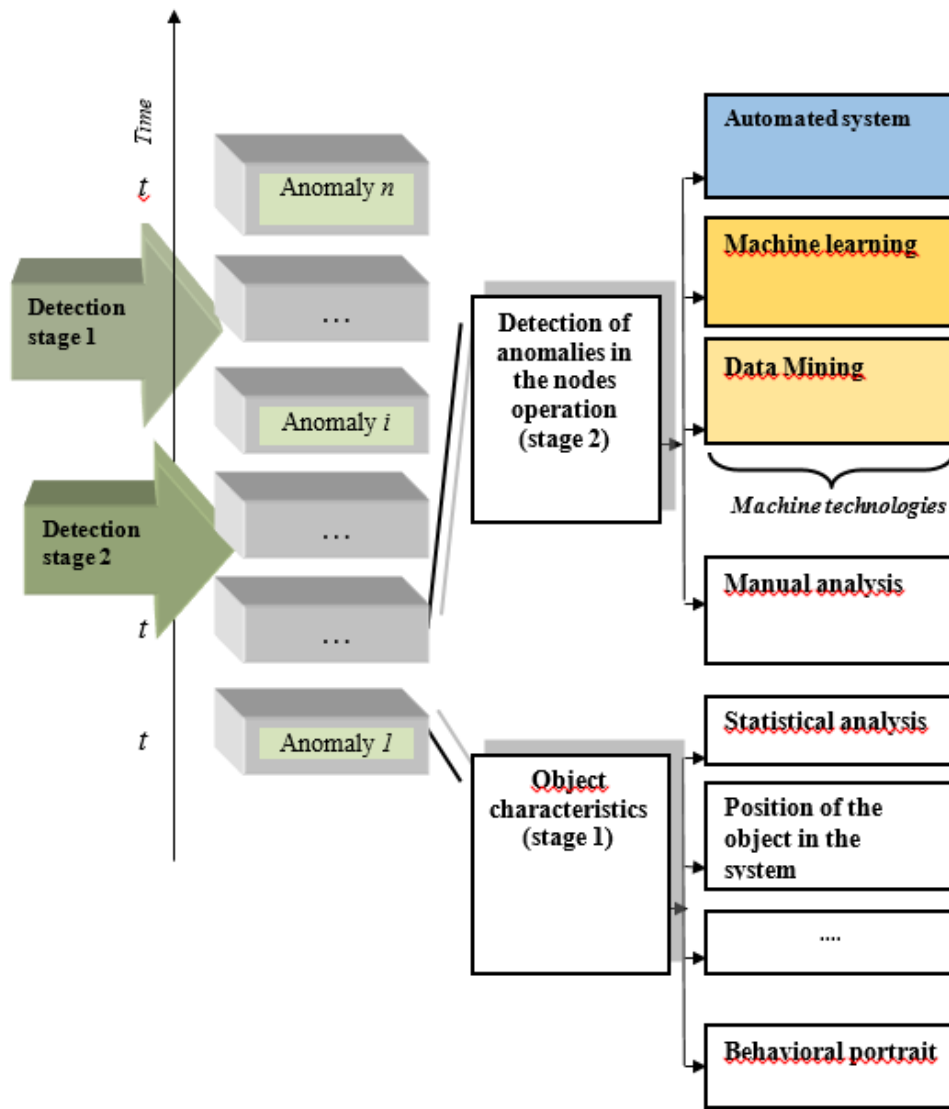 Time
t
Anomaly n
Detection
stage 1
…
Anomaly i
Detection
stage 2
…
…
t
t
Anomaly 1
Detection of
anomalies in
the nodes
operation
(stage 2)
Object
characteristics
(stage 1)
Automated system
Machine learning
Data Mining
Machine technologies
Manual analysis
Statistical analysis
Position of the
object in the
system
....
Behavioral portrait